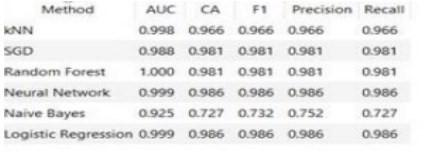 Method AUC CA F1 Precision Recall
kNN 0.998 0.966 0.966 0.966 0.966
SGD 0.988 0.981 0.981 0.981 0.981
Random Forest 1.000 0.981 0.981 0.981 0.981
Neural Network 0.999 0.986 0.986 0.986 0.986
Naive Bayes 0.925 0.727 0.732 0.752 0.727
Logistic Regression 0.999 0.986 0.986 0.986 0.986